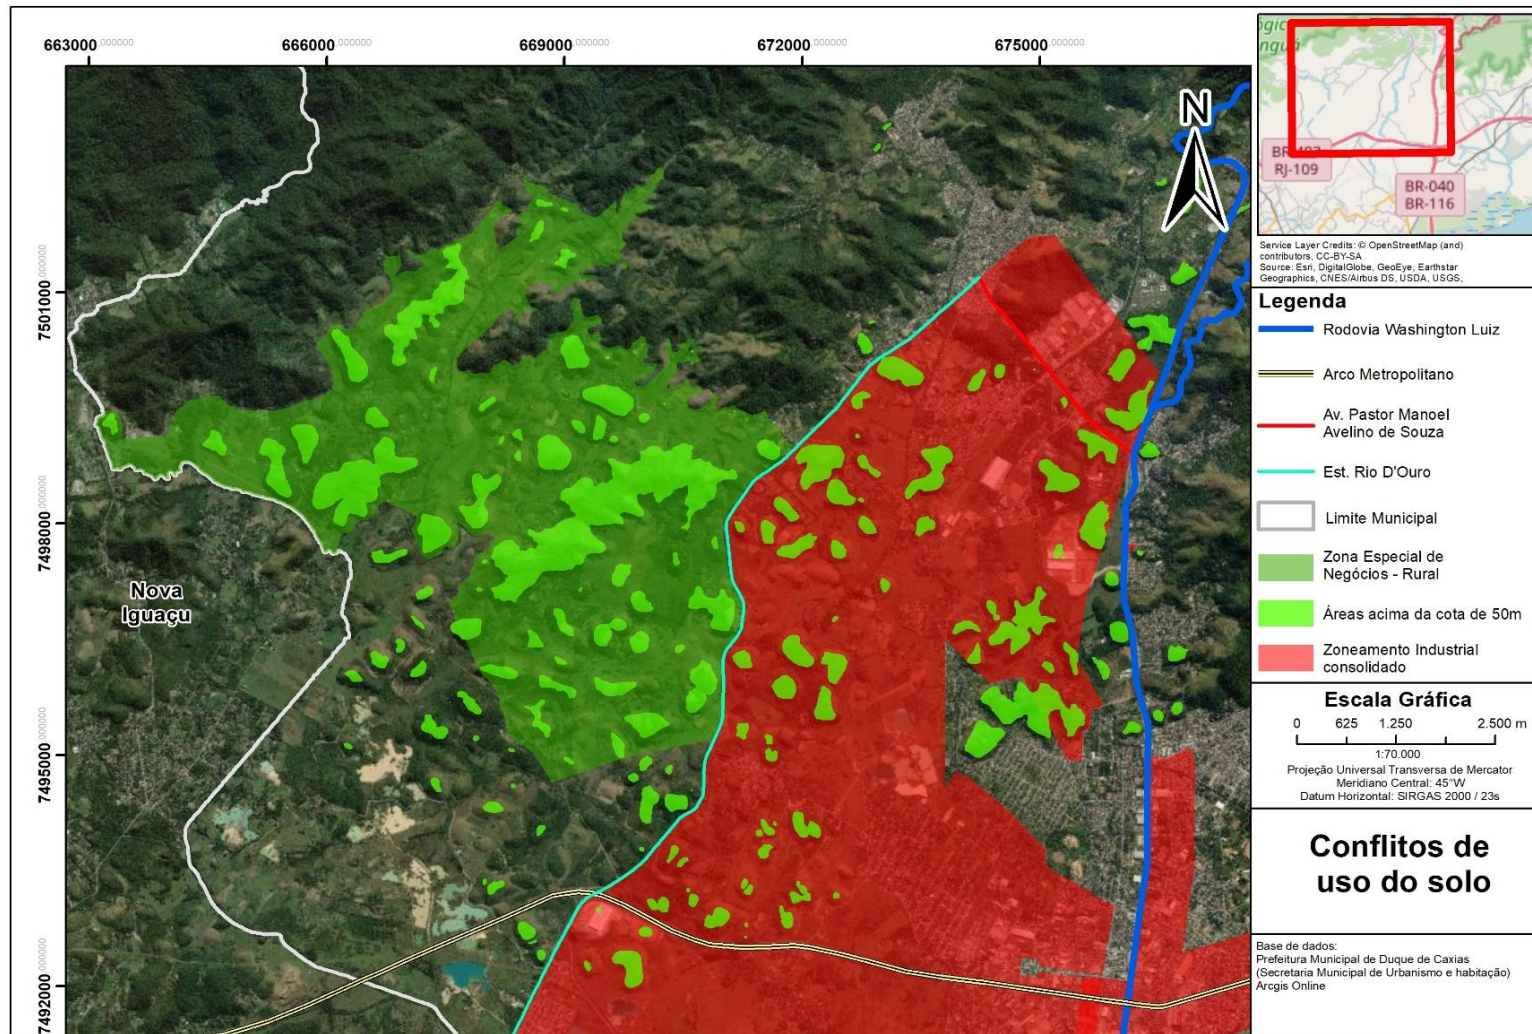 663000,000000
666000,000000
669000,000000
672000,000000
675000,000000
7501000,000000
7498000,000000
7495000,000000
7492000,000000
N
Nova
Iguaçu
ógic
nguá
BR-493
RJ-109
BR-040
BR-116
Service Layer Credits: © OpenStreetMap (and)
contributors, CC-BY-SA
Source: Esri, DigitalGlobe, GeoEye, Earthstar
Geographics, CNES/Airbus DS, USDA, USGS,
Legenda
Rodovia Washington Luiz
Arco Metropolitano
Av. Pastor Manoel
Avelino de Souza
Est. Rio D'Ouro
Limite Municipal
Zona Especial de
Negócios - Rural
Áreas acima da cota de 50m
Zoneamento Industrial
consolidado
Escala Gráfica
0 625 1.250 2.500 m
1:70.000
Projeção Universal Transversa de Mercator
Meridiano Central: 45°W
Datum Horizontal: SIRGAS 2000 / 23s
Conflitos de
uso do solo
Base de dados:
Prefeitura Municipal de Duque de Caxias
(Secretaria Municipal de Urbanismo e habitação)
Arcgis Online